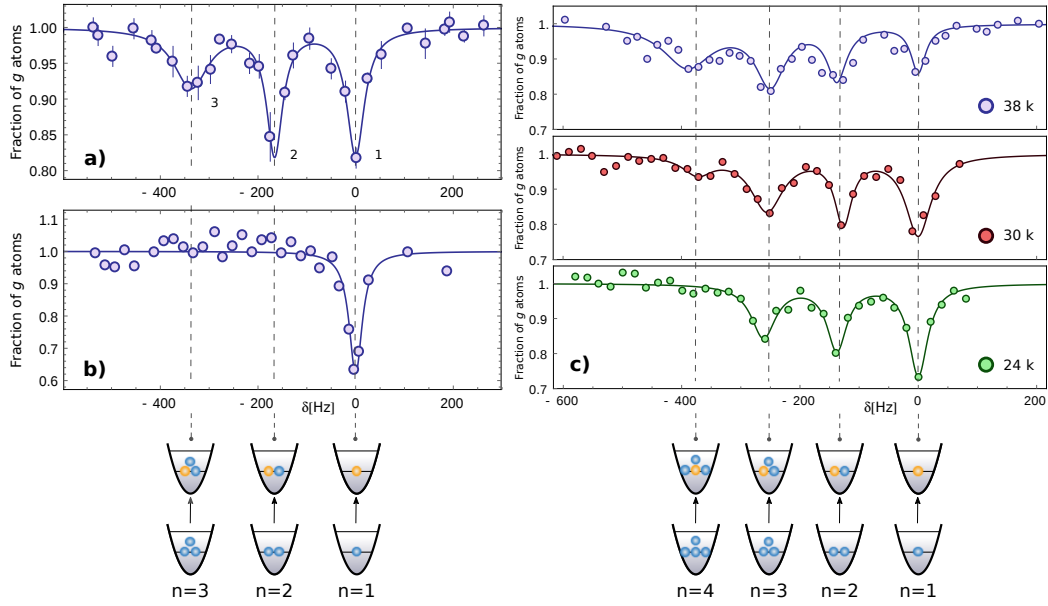 Fraction of g atoms
1.00
0.95
0.90
0.85
0.80
a)
3
2
1
- 400
- 200
0
200
Fraction of g atoms
1.1
1.0
0.9
1.0
0.7
0.6
b)
- 400
- 200
0
200
δ[Hz]
n=3
n=2
n=1
Fraction of g atoms
1.
0.9
0.8
0.7
38 k
Fraction of g atoms
1.
0.9
0.8
0.7
30 k
Fraction of g atoms
1.
0.9
0.8
0.7
c)
24 k
- 600
- 400
- 200
0
200
δ[Hz]
n=4
n=3
n=2
n=1